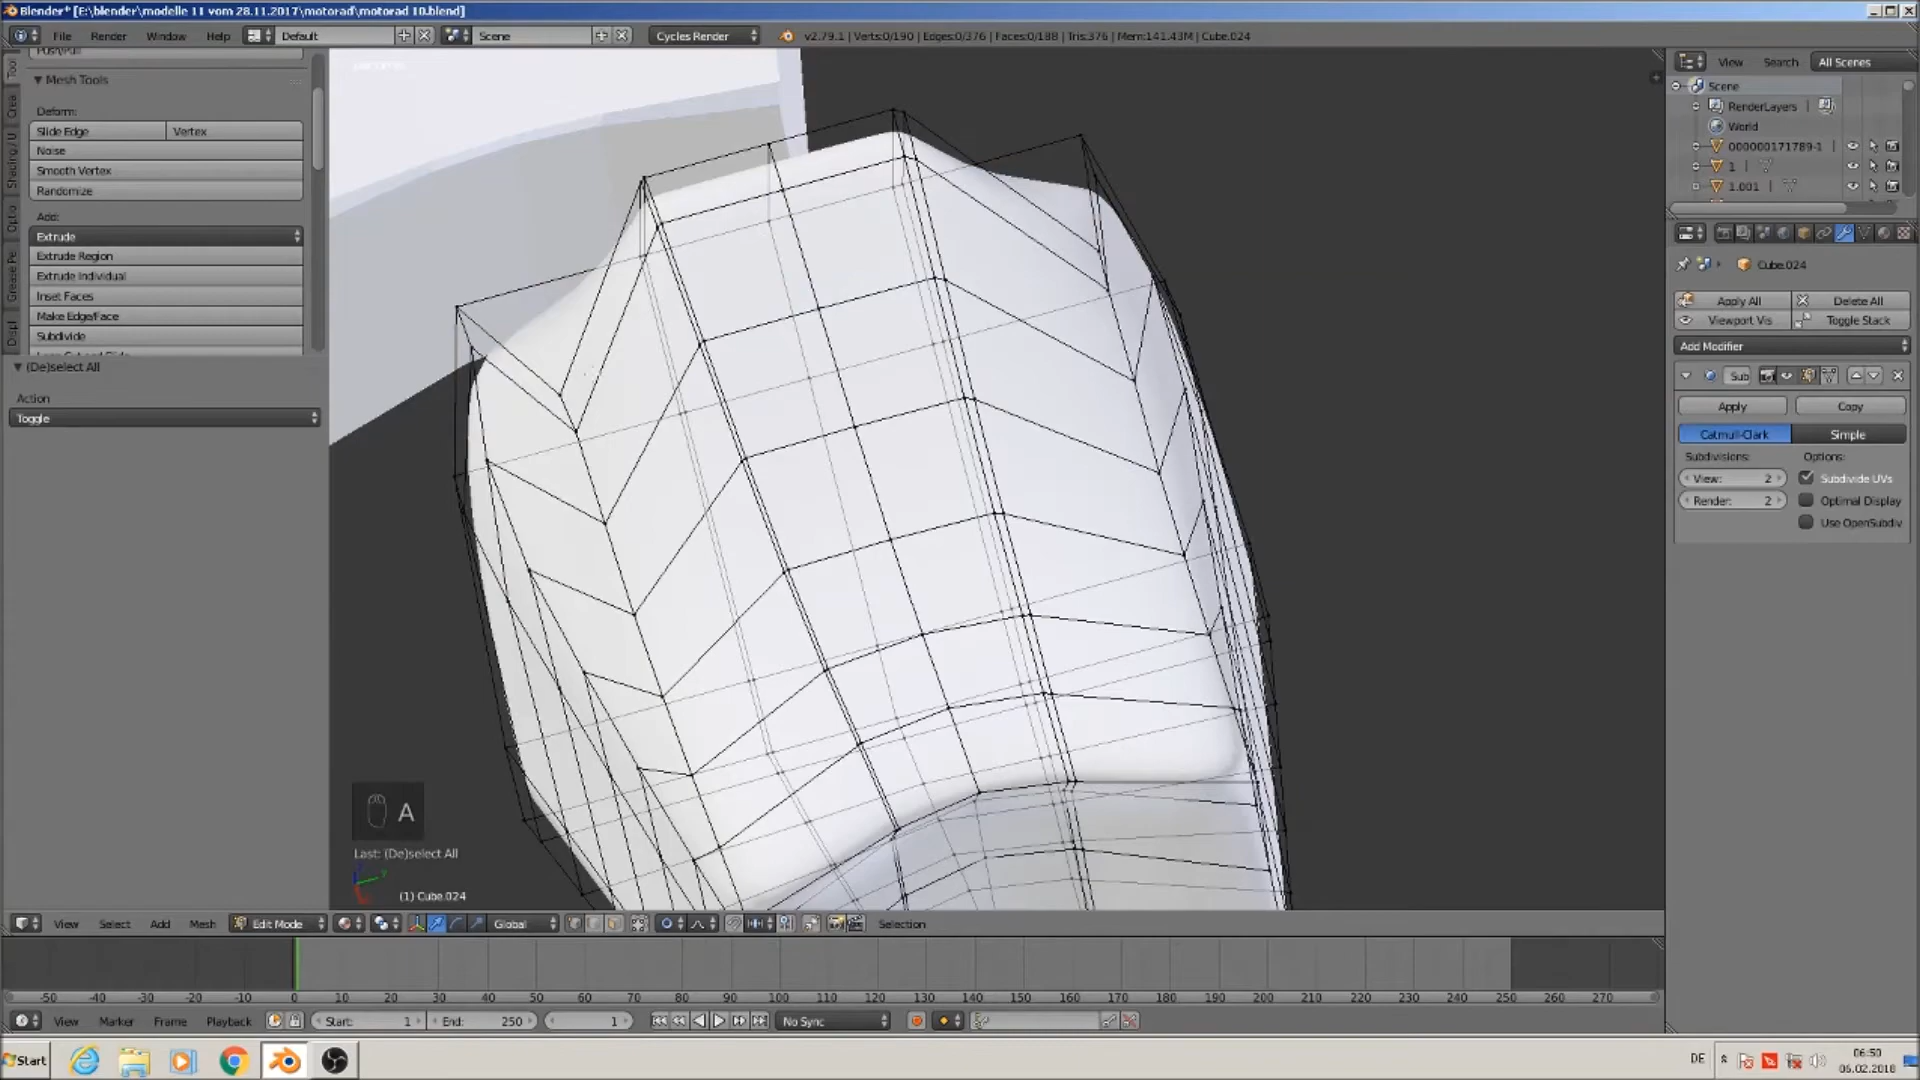 Blender* [E:\blender\modelle 11 vom 28.11.2017\motorad\motorad 10.blend]
File Render Window Help Default Scene Cycles Render v2.79.1 | Verts:0/190 | Edges:0/376 | Faces:0/188 | Tris:376 | Mem:141.43M | Cube.024
Mesh Tools
Deform:
Slide Edge Vertex
Noise
Smooth Vertex
Randomize
Add:
Extrude
Extrude Region
Extrude Individual
Inset Faces
Make Edge/Face
Subdivide
(De)select All
Action
Toggle
A
Last: (De)select All
(1) Cube.024
View Select Add Mesh Edit Mode Global Selection
-50 -40 -30 -20 -10 0 10 20 30 40 50 60 70 80 90 100 110 120 130 140 150 160 170 180 190 200 210 220 230 240 250 260 270
View Marker Frame Playback Start: 1 End: 250 1 No Sync
View Search All Scenes
Scene
RenderLayers
World
000000171789-1
1
1.001
Cube.024
Apply All Delete All
Viewport Vis Toggle Stack
Add Modifier
Sub
Apply Copy
Catmull-Clark Simple
Subdivisions: Options:
View: 2 Subdivide UVs
Render: 2 Optimal Display
Use OpenSubdiv
Start DE 06:50
06.02.2018